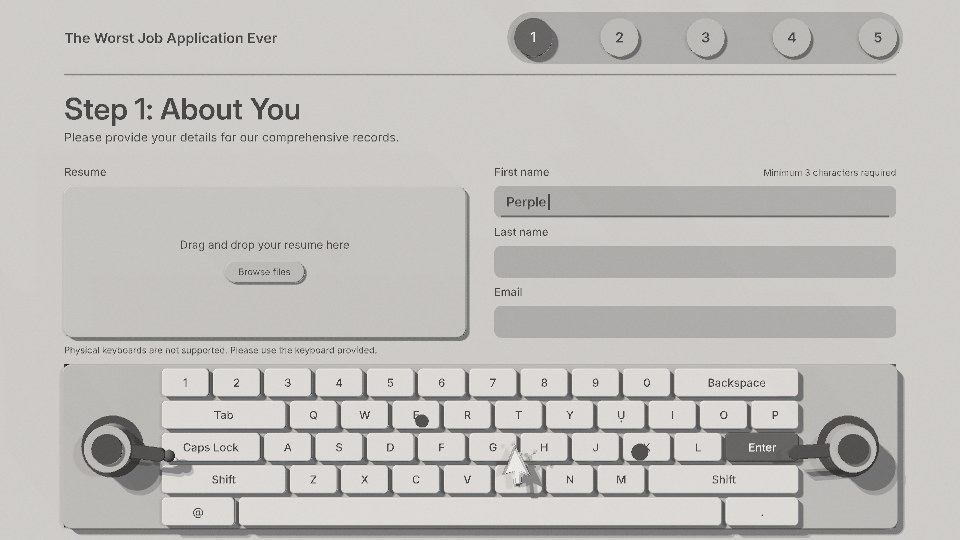 The Worst Job Application Ever
1 2 3 4 5
Step 1: About You
Please provide your details for our comprehensive records.
Resume
Drag and drop your resume here
Browse files
First name
Minimum 3 characters required
Perple
Last name
Email
Physical keyboards are not supported. Please use the keyboard provided.
1 2 3 4 5 6 7 8 9 0 Backspace
Tab Q W E R T Y U I O P
Caps Lock A S D F G H J K L Enter
Shift Z X C V N M Shift
@ .